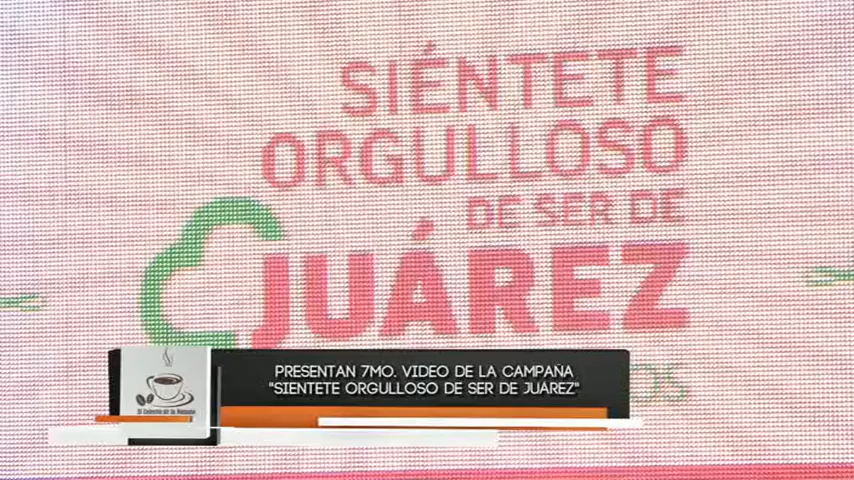 SIÉNTETE
ORGULLOSO
DE SER DE
JUÁREZ
PRESENTAN 7MO. VIDEO DE LA CAMPAÑA
"SIENTETE ORGULLOSO DE SER DE JUAREZ"